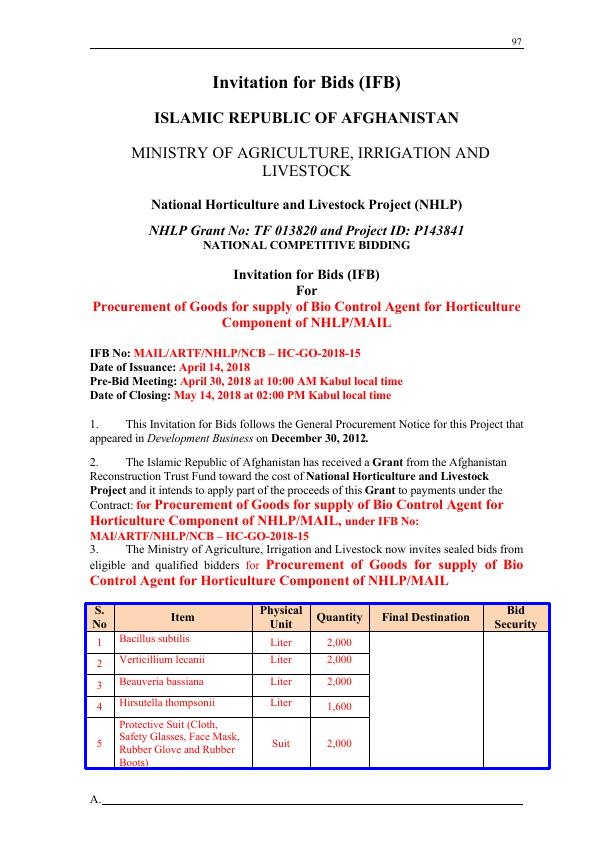 97
Invitation for Bids (IFB)
ISLAMIC REPUBLIC OF AFGHANISTAN
MINISTRY OF AGRICULTURE, IRRIGATION AND
LIVESTOCK
National Horticulture and Livestock Project (NHLP)
NHLP Grant No: TF 013820 and Project ID: P143841
NATIONAL COMPETITIVE BIDDING
Invitation for Bids (IFB)
For
Procurement of Goods for supply of Bio Control Agent for Horticulture
Component of NHLP/MAIL
IFB No: MAIL/ARTF/NHLP/NCB – HC-GO-2018-15
Date of Issuance: April 14, 2018
Pre-Bid Meeting: April 30, 2018 at 10:00 AM Kabul local time
Date of Closing: May 14, 2018 at 02:00 PM Kabul local time
1. This Invitation for Bids follows the General Procurement Notice for this Project that
appeared in Development Business on December 30, 2012.
2. The Islamic Republic of Afghanistan has received a Grant from the Afghanistan
Reconstruction Trust Fund toward the cost of National Horticulture and Livestock
Project and it intends to apply part of the proceeds of this Grant to payments under the
Contract: for Procurement of Goods for supply of Bio Control Agent for
Horticulture Component of NHLP/MAIL, under IFB No:
MAI/ARTF/NHLP/NCB – HC-GO-2018-15
3. The Ministry of Agriculture, Irrigation and Livestock now invites sealed bids from
eligible and qualified bidders for Procurement of Goods for supply of Bio
Control Agent for Horticulture Component of NHLP/MAIL
S. No Item Physical Unit Quantity Final Destination Bid Security
1 Bacillus subtilis Liter 2,000
2 Verticillium lecanii Liter 2,000
3 Beauveria bassiana Liter 2,000
4 Hirsutella thompsonii Liter 1,600
5 Protective Suit (Cloth,
Safety Glasses, Face Mask,
Rubber Glove and Rubber
Boots) Suit 2,000
A.